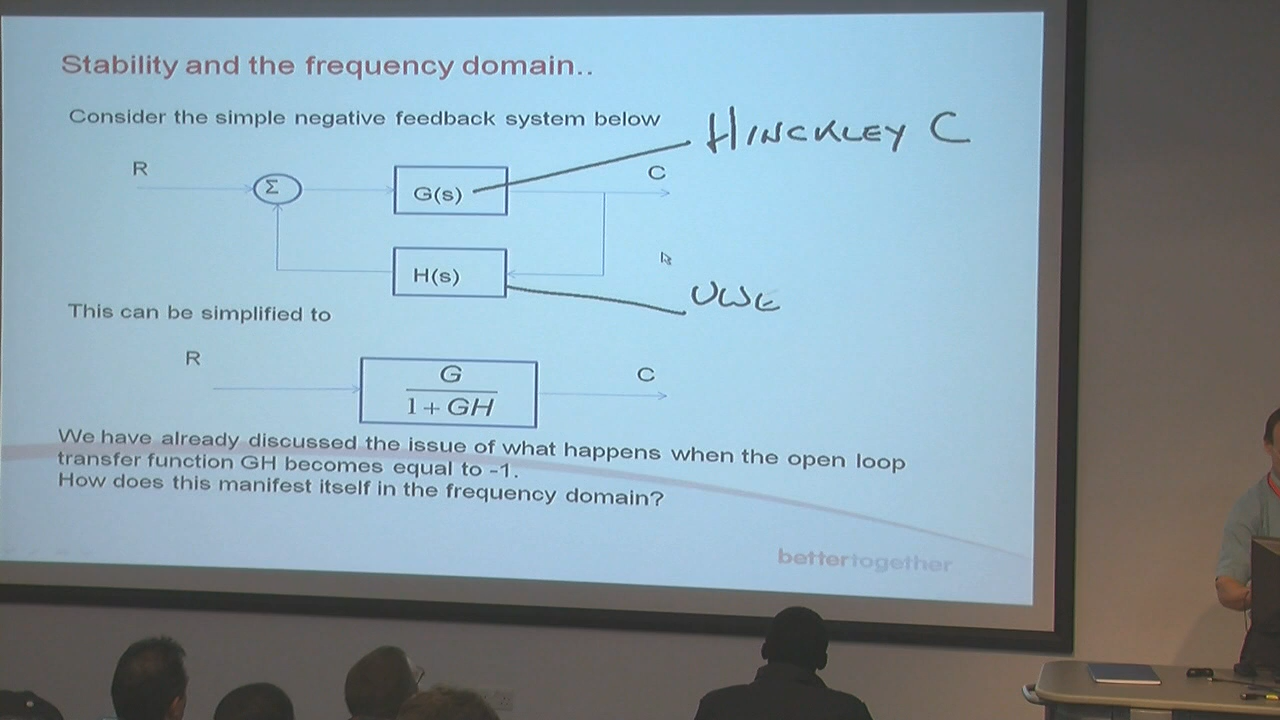 Stability and the frequency domain..
Consider the simple negative feedback system below
HINCKLEY C
R
Σ
G(s)
C
H(s)
UWE
This can be simplified to
R
G
1 + GH
C
We have already discussed the issue of what happens when the open loop
transfer function GH becomes equal to -1.
How does this manifest itself in the frequency domain?
bettertogether